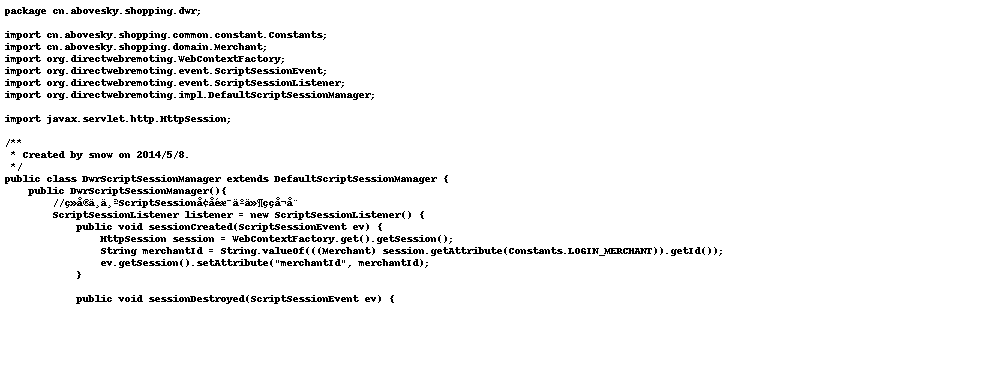 package cn.abovesky.shopping.dwr;
import cn.abovesky.shopping.common.constant.Constants;
import cn.abovesky.shopping.domain.Merchant;
import org.directwebremoting.WebContextFactory;
import org.directwebremoting.event.ScriptSessionEvent;
import org.directwebremoting.event.ScriptSessionListener;
import org.directwebremoting.impl.DefaultScriptSessionManager;
import javax.servlet.http.HttpSession;
/**
* Created by snow on 2014/5/8.
*/
public class DwrScriptSessionManager extends DefaultScriptSessionManager {
public DwrScriptSessionManager(){
ScriptSessionListener listener = new ScriptSessionListener() {
public void sessionCreated(ScriptSessionEvent ev) {
HttpSession session = WebContextFactory.get().getSession();
String merchantId = String.valueOf(((Merchant) session.getAttribute(Constants.LOGIN_MERCHANT)).getId());
ev.getSession().setAttribute("merchantId", merchantId);
}
public void sessionDestroyed(ScriptSessionEvent ev) {